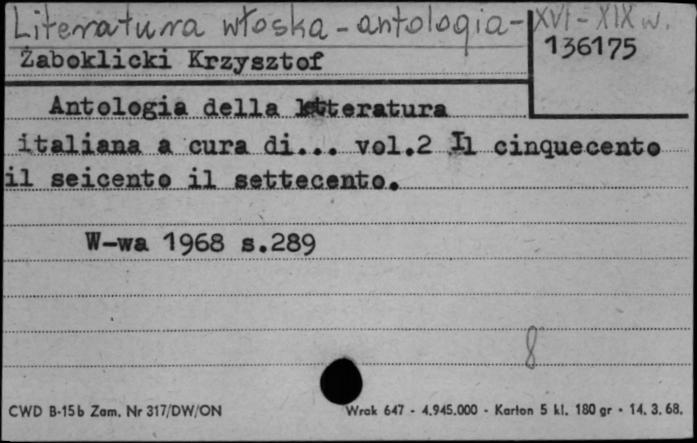 Literatura włoska - antologia - XVI - XIX w.
136175
Żaboklicki Krzysztof
Antologia della letteratura
italiana a cura di... vol.2 Il cinquecento
il seicento il settecento.
W-wa 1968 s.289
8
CWD B-15b Zam. Nr 317/DW/ON Wrak 647 - 4.945.000 - Karton 5 kl. 180 gr - 14. 3. 68.